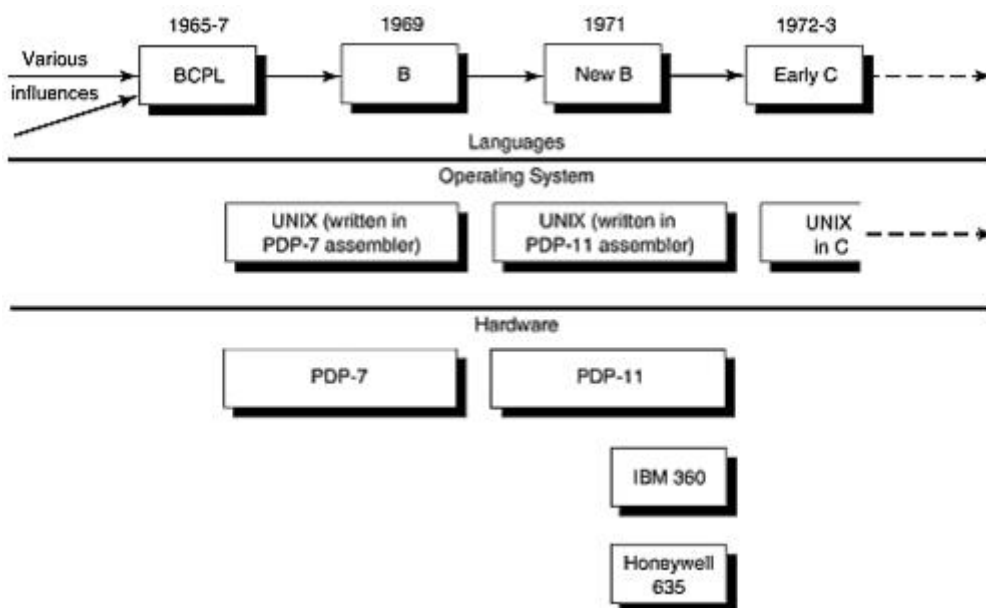 1965-7
1969
1971
1972-3
Various
influences
BCPL
B
New B
Early C
Languages
Operating System
UNIX (written in
PDP-7 assembler)
UNIX (written in
PDP-11 assembler)
UNIX
in C
Hardware
PDP-7
PDP-11
IBM 360
Honeywell
635